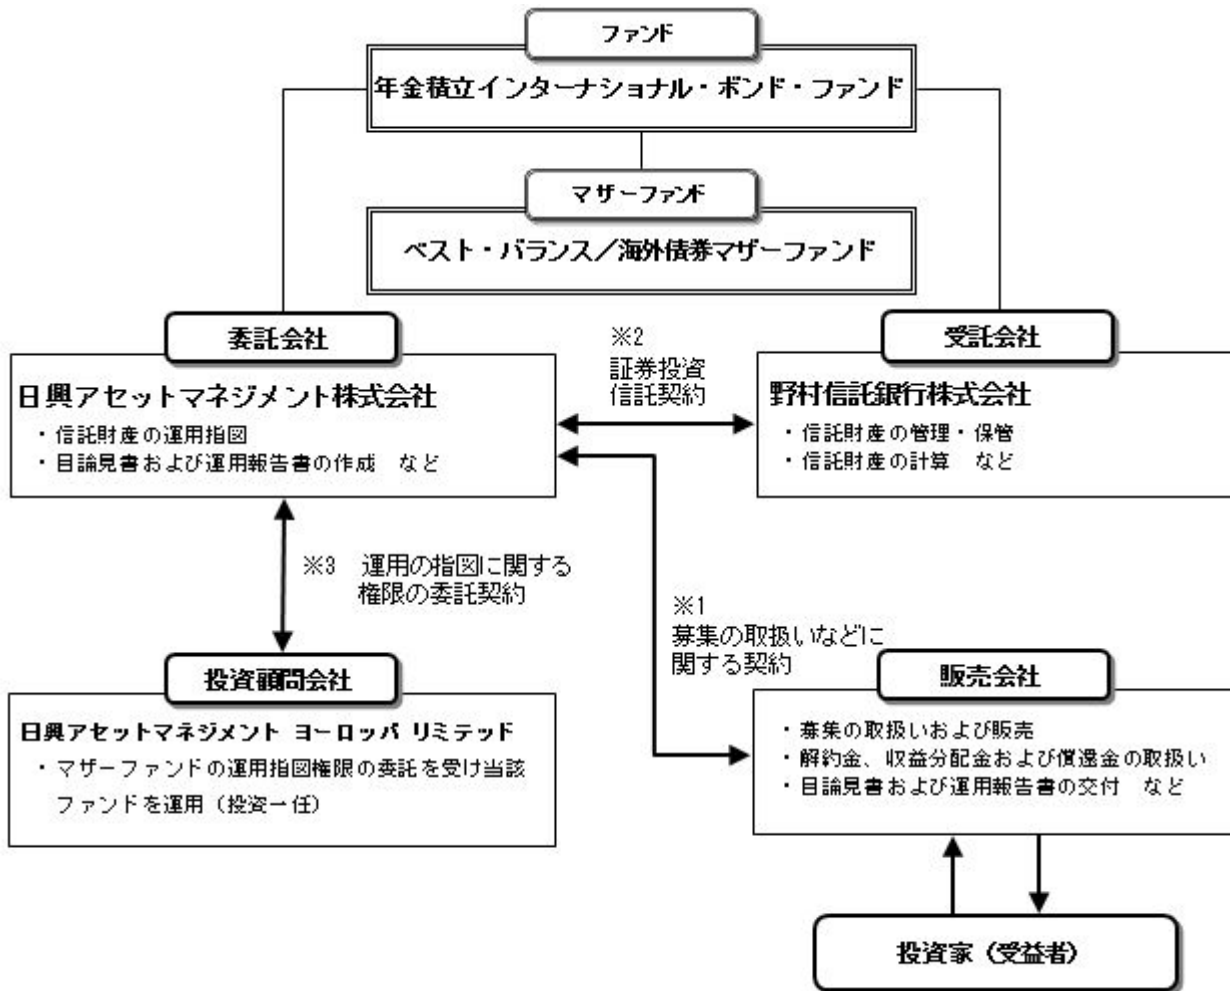 ファンド
年金積立インターナショナル・ボンド・ファンド
マザーファンド
ベスト・バランス／海外債券マザーファンド
委託会社
日興アセットマネジメント株式会社
・信託財産の運用指図
・目論見書および運用報告書の作成　など
※2
証券投資
信託契約
受託会社
野村信託銀行株式会社
・信託財産の管理・保管
・信託財産の計算　など
※3　運用の指図に関する
権限の委託契約
※1
募集の取扱いなどに
関する契約
投資顧問会社
日興アセットマネジメント ヨーロッパ リミテッド
・マザーファンドの運用指図権限の委託を受け当該
ファンドを運用（投資一任）
販売会社
・募集の取扱いおよび販売
・解約金、収益分配金および償還金の取扱い
・目論見書および運用報告書の交付　など
投資家（受益者）